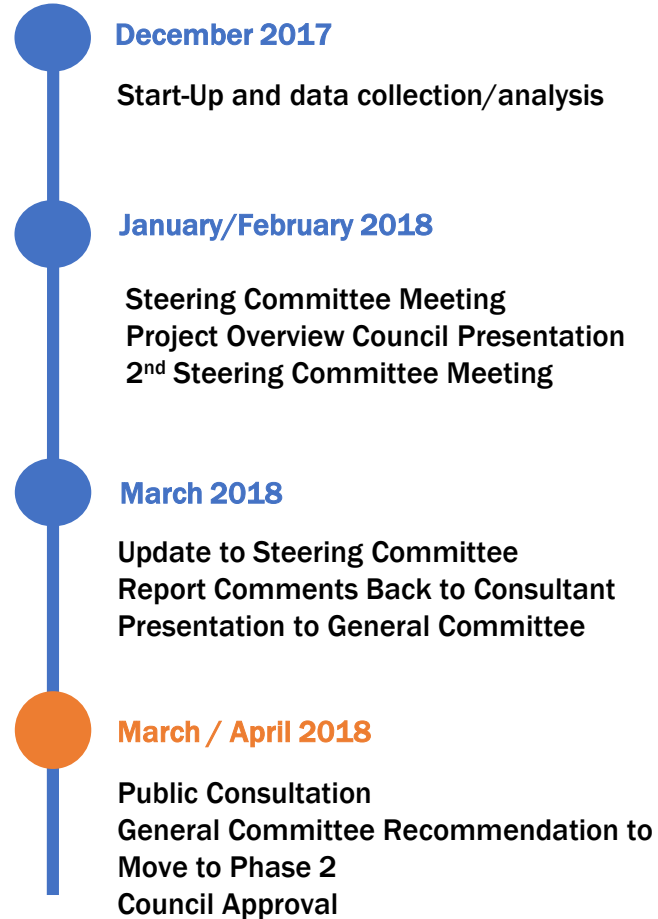 December 2017
Start-Up and data collection/analysis
January/February 2018
Steering Committee Meeting
Project Overview Council Presentation
2nd Steering Committee Meeting
March 2018
Update to Steering Committee
Report Comments Back to Consultant
Presentation to General Committee
March / April 2018
Public Consultation
General Committee Recommendation to
Move to Phase 2
Council Approval